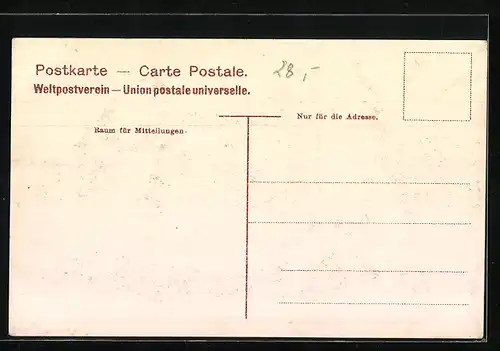 Postkarte — Carte Postale.
28,-
Weltpostverein — Union postale universelle.
Nur für die Adresse.
Raum für Mitteilungen.